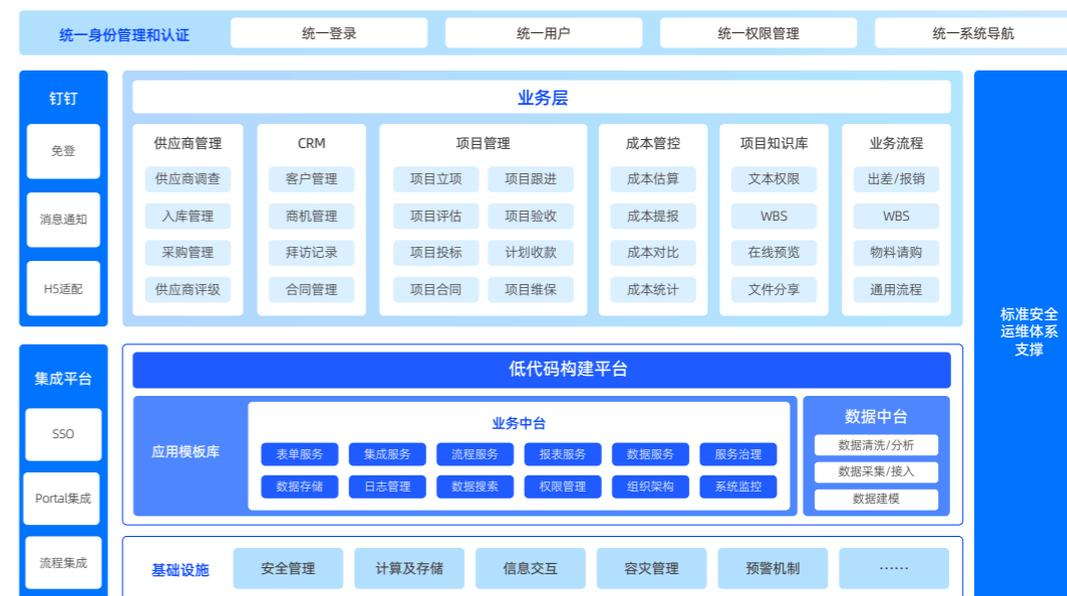 统一身份管理和认证
统一登录
统一用户
统一权限管理
统一系统导航
钉钉
免登
消息通知
H5适配
业务层
供应商管理
供应商调查
入库管理
采购管理
供应商评级
CRM
客户管理
商机管理
拜访记录
合同管理
项目管理
项目立项
项目跟进
项目评估
项目验收
项目投标
计划收款
项目合同
项目维保
成本管控
成本估算
成本提报
成本对比
成本统计
项目知识库
文本权限
WBS
在线预览
文件分享
业务流程
出差/报销
WBS
物料请购
通用流程
标准安全
运维体系
支撑
集成平台
SSO
Portal集成
流程集成
低代码构建平台
应用模板库
业务中台
表单服务
集成服务
流程服务
报表服务
数据服务
服务治理
数据存储
日志管理
数据搜索
权限管理
组织架构
系统监控
数据中台
数据清洗/分析
数据采集/接入
数据建模
基础设施
安全管理
计算及存储
信息交互
容灾管理
预警机制
……